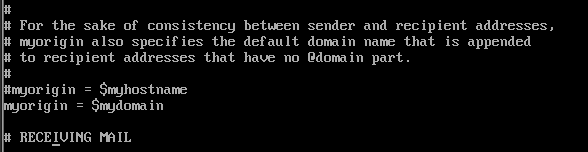 #
# For the sake of consistency between sender and recipient addresses,
# myorigin also specifies the default domain name that is appended
# to recipient addresses that have no @domain part.
#
#myorigin = $myhostname
myorigin = $mydomain
# RECEIVING MAIL